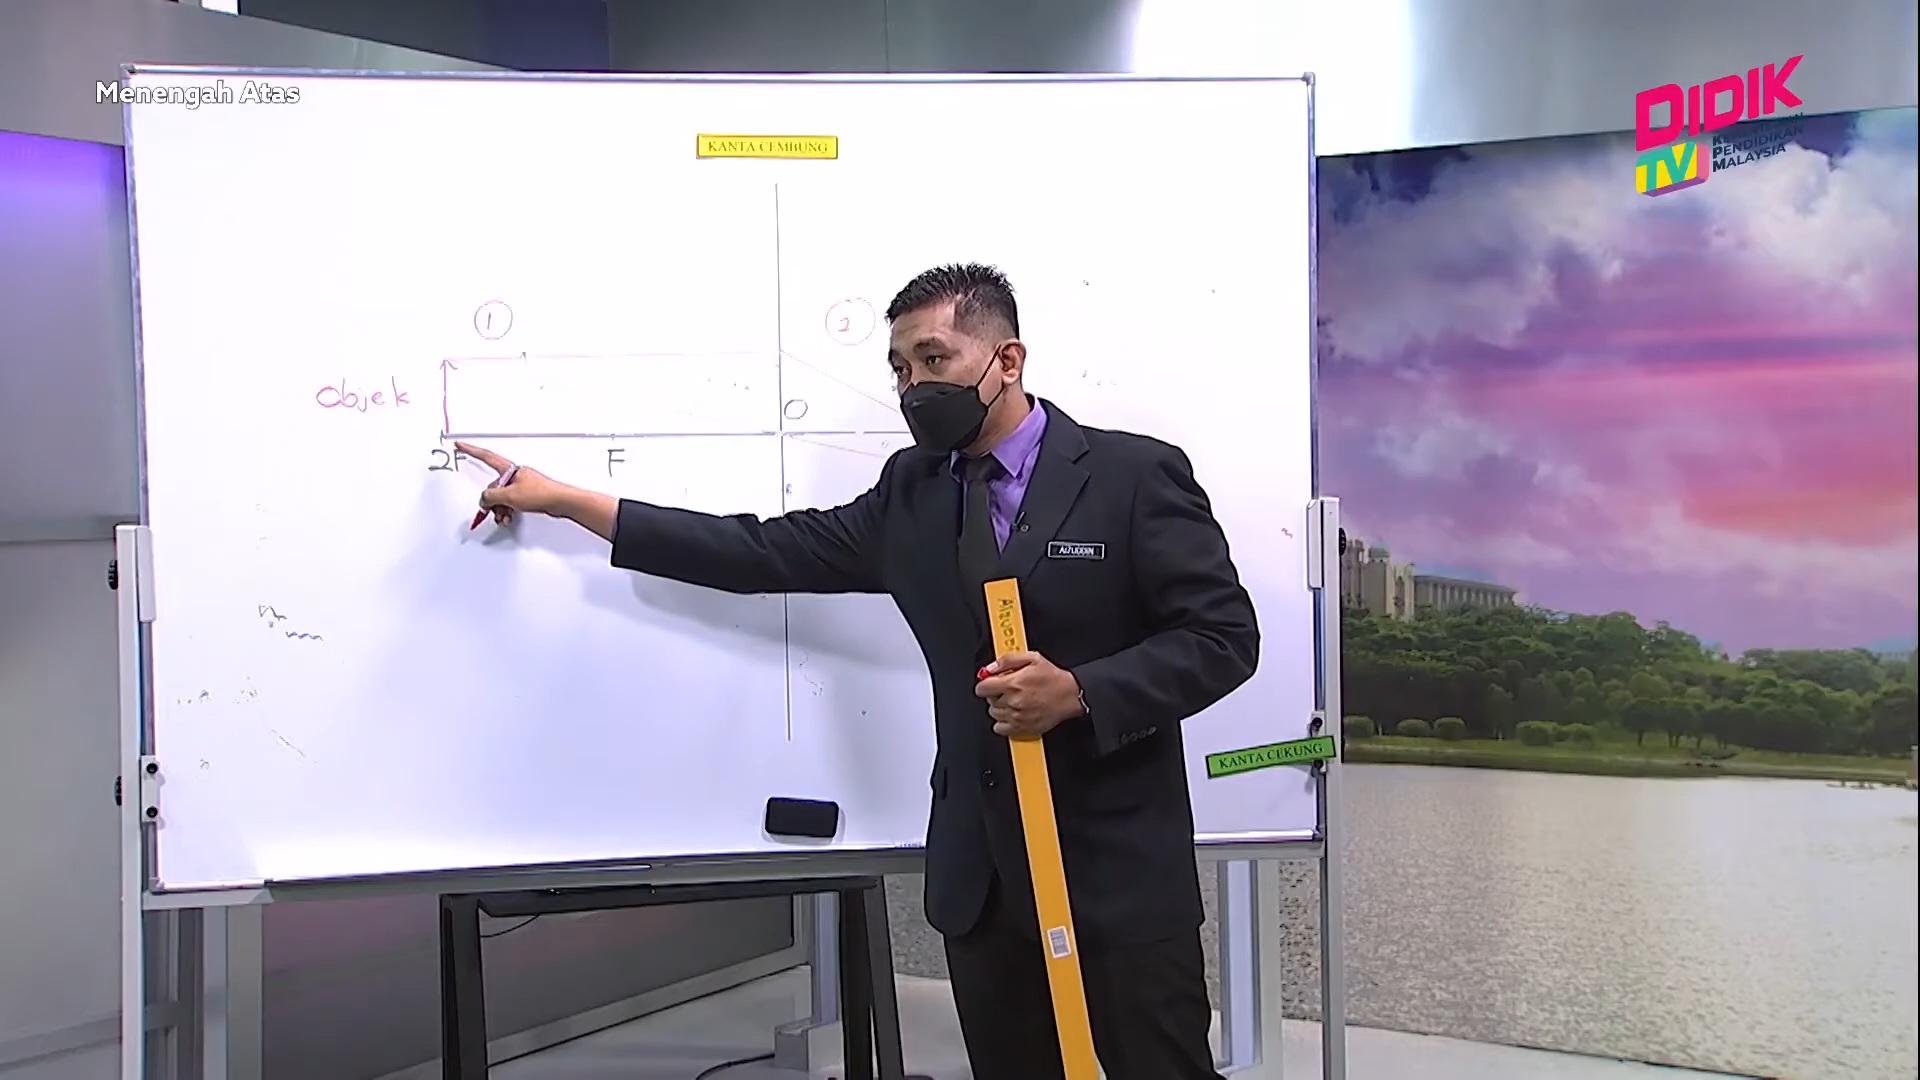 Menengah Atas
DIDIK
TV
KEMENTERIAN
PENDIDIKAN
MALAYSIA
KANTA CEMBUNG
1
2
Objek
O
2F
F
AIZUDDIN
KANTA CEKUNG